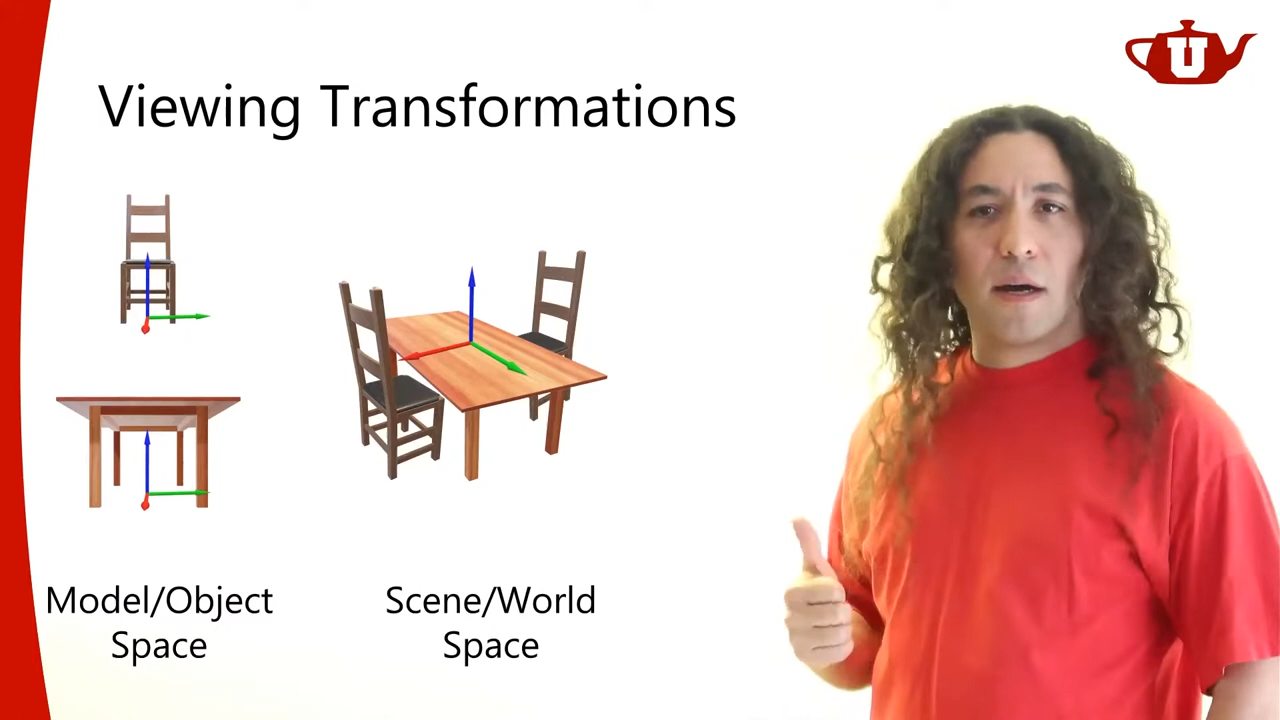 U
Viewing Transformations
Model/Object
Space
Scene/World
Space